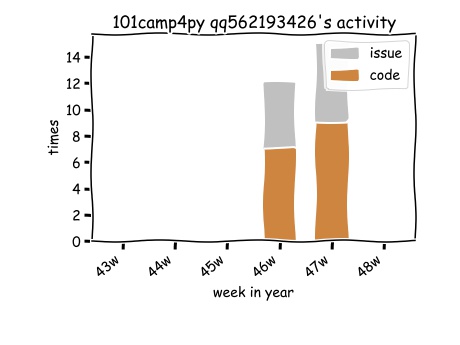 101camp4py qq562193426's activity
issue
code
times
14
12
10
8
6
4
2
0
43w
44w
45w
46w
47w
48w
week in year